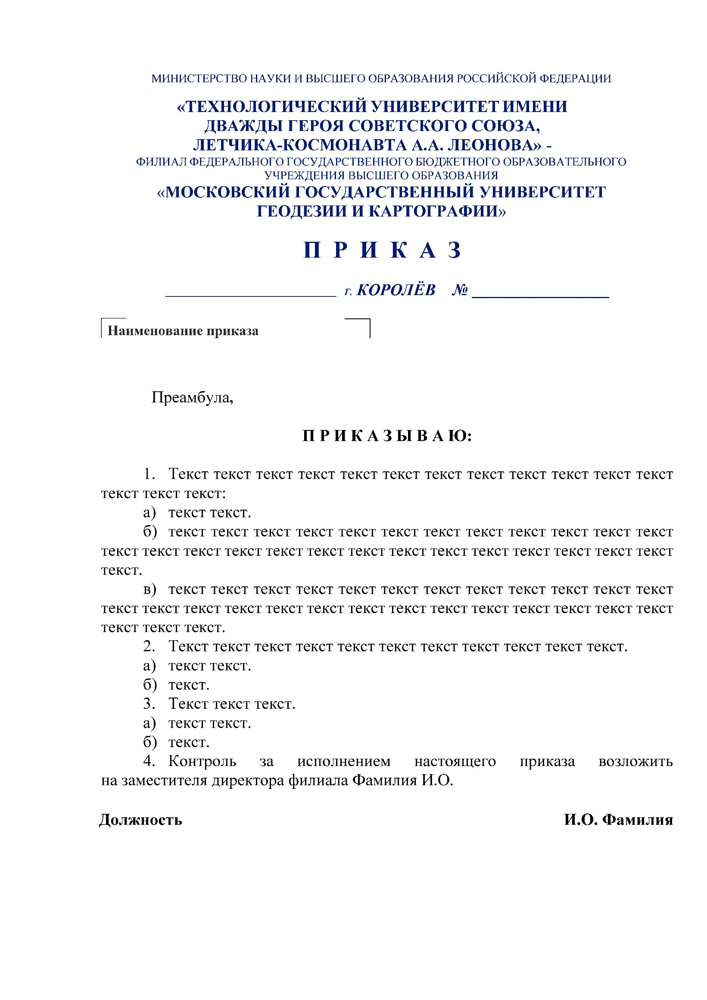 МИНИСТЕРСТВО НАУКИ И ВЫСШЕГО ОБРАЗОВАНИЯ РОССИЙСКОЙ ФЕДЕРАЦИИ
«ТЕХНОЛОГИЧЕСКИЙ УНИВЕРСИТЕТ ИМЕНИ
ДВАЖДЫ ГЕРОЯ СОВЕТСКОГО СОЮЗА,
ЛЕТЧИКА-КОСМОНАВТА А.А. ЛЕОНОВА» -
ФИЛИАЛ ФЕДЕРАЛЬНОГО ГОСУДАРСТВЕННОГО БЮДЖЕТНОГО ОБРАЗОВАТЕЛЬНОГО
УЧРЕЖДЕНИЯ ВЫСШЕГО ОБРАЗОВАНИЯ
«МОСКОВСКИЙ ГОСУДАРСТВЕННЫЙ УНИВЕРСИТЕТ
ГЕОДЕЗИИ И КАРТОГРАФИИ»
П Р И К А З
____________________ г. КОРОЛЁВ № ________________
Наименование приказа
Преамбула,
П Р И К А З Ы В А Ю:
1. Текст текст текст текст текст текст текст текст текст текст текст текст
текст текст текст:
а) текст текст.
б) текст текст текст текст текст текст текст текст текст текст текст текст
текст текст текст текст текст текст текст текст текст текст текст текст текст текст
текст.
в) текст текст текст текст текст текст текст текст текст текст текст текст
текст текст текст текст текст текст текст текст текст текст текст текст текст текст
текст текст текст.
2. Текст текст текст текст текст текст текст текст текст текст текст.
а) текст текст.
б) текст.
3. Текст текст текст.
а) текст текст.
б) текст.
4. Контроль за исполнением настоящего приказа возложить
на заместителя директора филиала Фамилия И.О.
Должность И.О. Фамилия